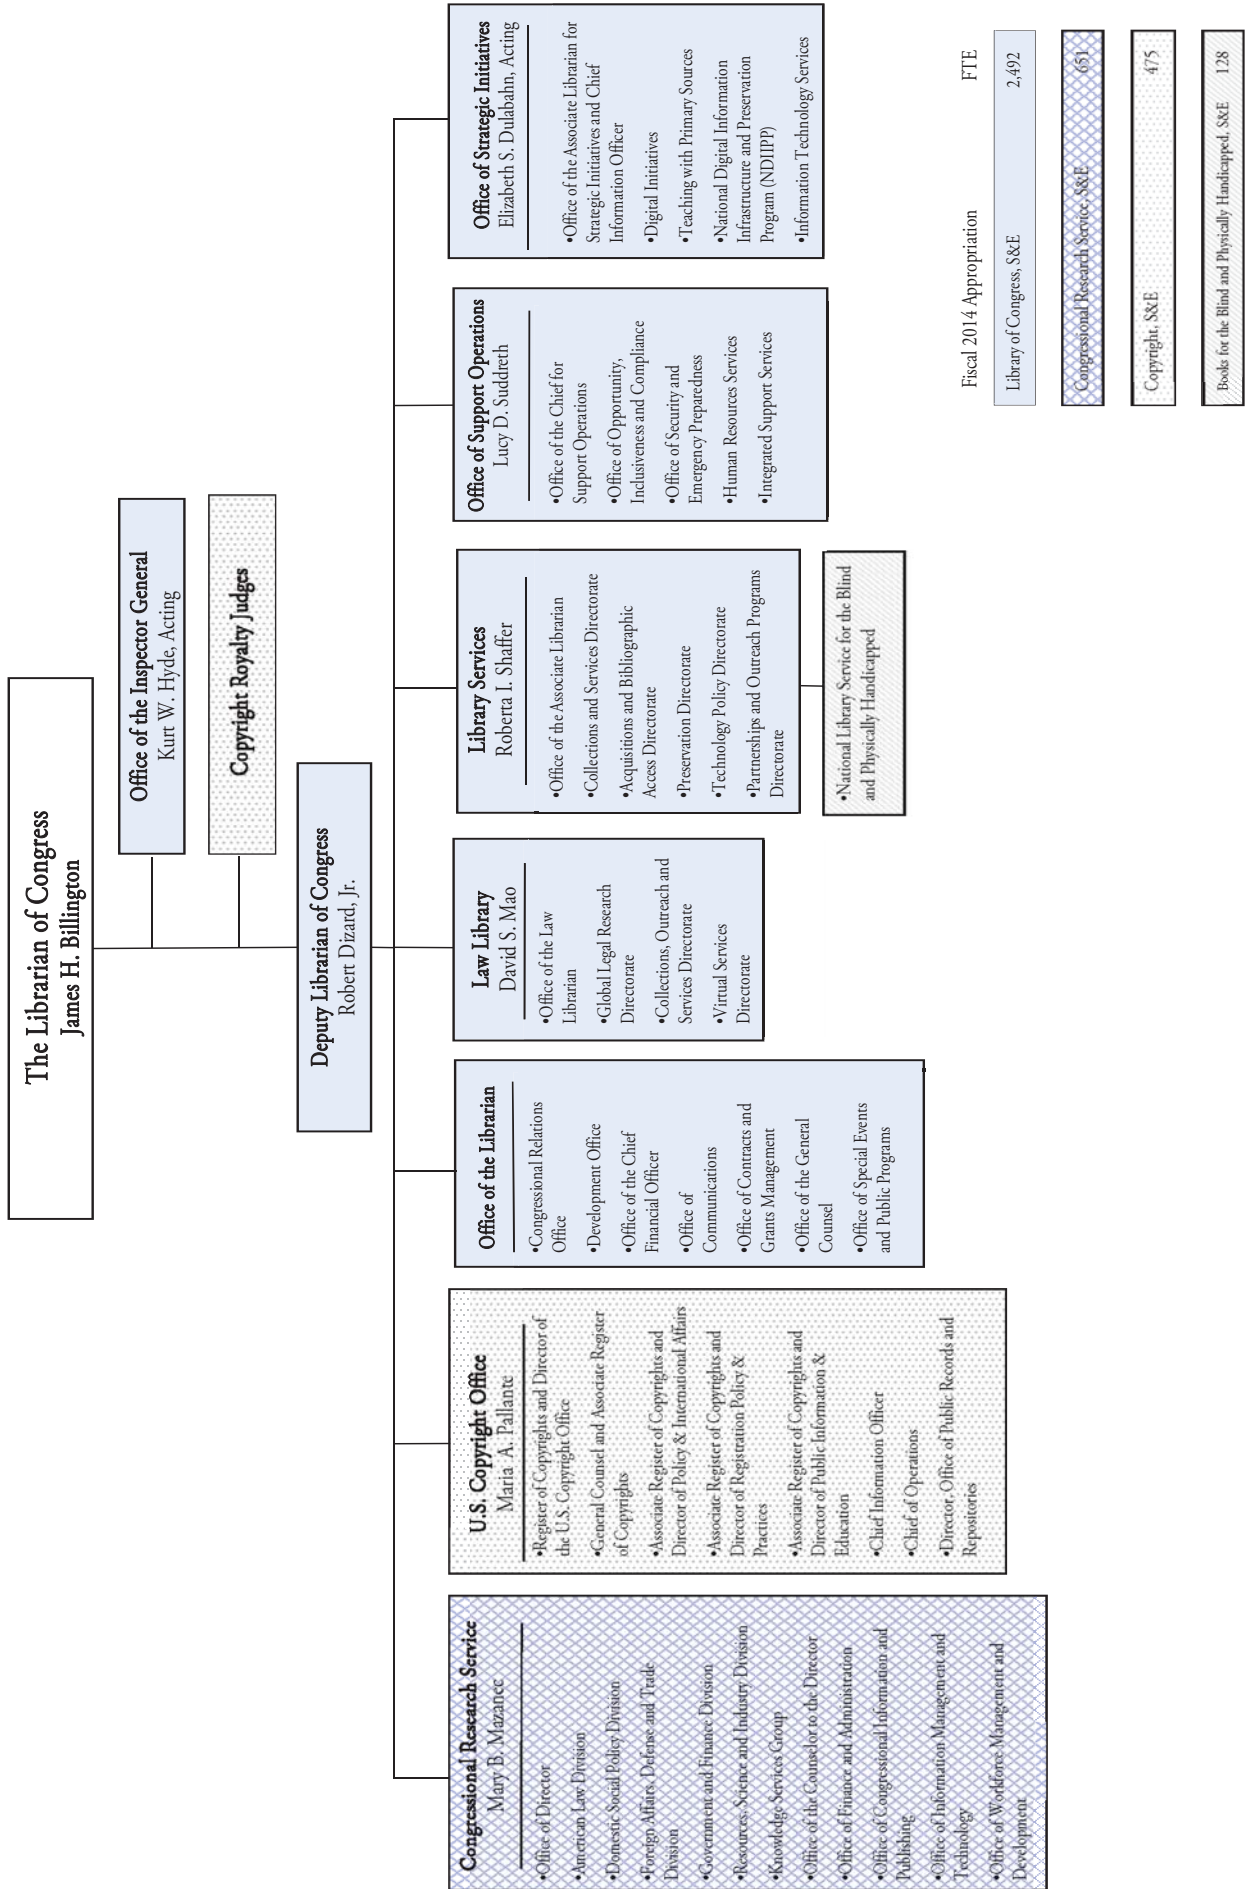 The Librarian of Congress
James H. Billington
Office of the Inspector General
Kurt W. Hyde, Acting
Copyright Royalty Judges
Deputy Librarian of Congress
Robert Dizard, Jr.
Congressional Research Service
Mary B. Mazanec
•Office of Director
•American Law Division
•Domestic Social Policy Division
•Foreign Affairs, Defense and Trade
Division
•Government and Finance Division
•Resources, Science and Industry Division
•Knowledge Services Group
•Office of the Counselor to the Director
•Office of Finance and Administration
•Office of Congressional Information and
Publishing
•Office of Information Management and
Technology
•Office of Workforce Management and
Development
U.S. Copyright Office
Maria A. Pallante
•Register of Copyrights and Director of
the U.S. Copyright Office
•General Counsel and Associate Register
of Copyrights
•Associate Register of Copyrights and
Director of Policy & International Affairs
•Associate Register of Copyrights and
Director of Registration Policy &
Practices
•Associate Register of Copyrights and
Director of Public Information &
Education
•Chief Information Officer
•Chief of Operations
•Director, Office of Public Records and
Repositories
Office of the Librarian
•Congressional Relations
Office
•Development Office
•Office of the Chief
Financial Officer
•Office of
Communications
•Office of Contracts and
Grants Management
•Office of the General
Counsel
•Office of Special Events
and Public Programs
Law Library
David S. Mao
•Office of the Law
Librarian
•Global Legal Research
Directorate
•Collections, Outreach and
Services Directorate
•Virtual Services
Directorate
Library Services
Roberta I. Shaffer
•Office of the Associate Librarian
•Collections and Services Directorate
•Acquisitions and Bibliographic
Access Directorate
•Preservation Directorate
•Technology Policy Directorate
•Partnerships and Outreach Programs
Directorate
•National Library Service for the Blind
and Physically Handicapped
Office of Support Operations
Lucy D. Suddreth
•Office of the Chief for
Support Operations
•Office of Opportunity,
Inclusiveness and Compliance
•Office of Security and
Emergency Preparedness
•Human Resources Services
•Integrated Support Services
Office of Strategic Initiatives
Elizabeth S. Dulabahn, Acting
•Office of the Associate Librarian for
Strategic Initiatives and Chief
Information Officer
•Digital Initiatives
•Teaching with Primary Sources
•National Digital Information
Infrastructure and Preservation
Program (NDIIPP)
•Information Technology Services
Fiscal 2014 Appropriation FTE
Library of Congress, S&E 2,492
Congressional Research Service, S&E 651
Copyright, S&E 475
Books for the Blind and Physically Handicapped, S&E 128